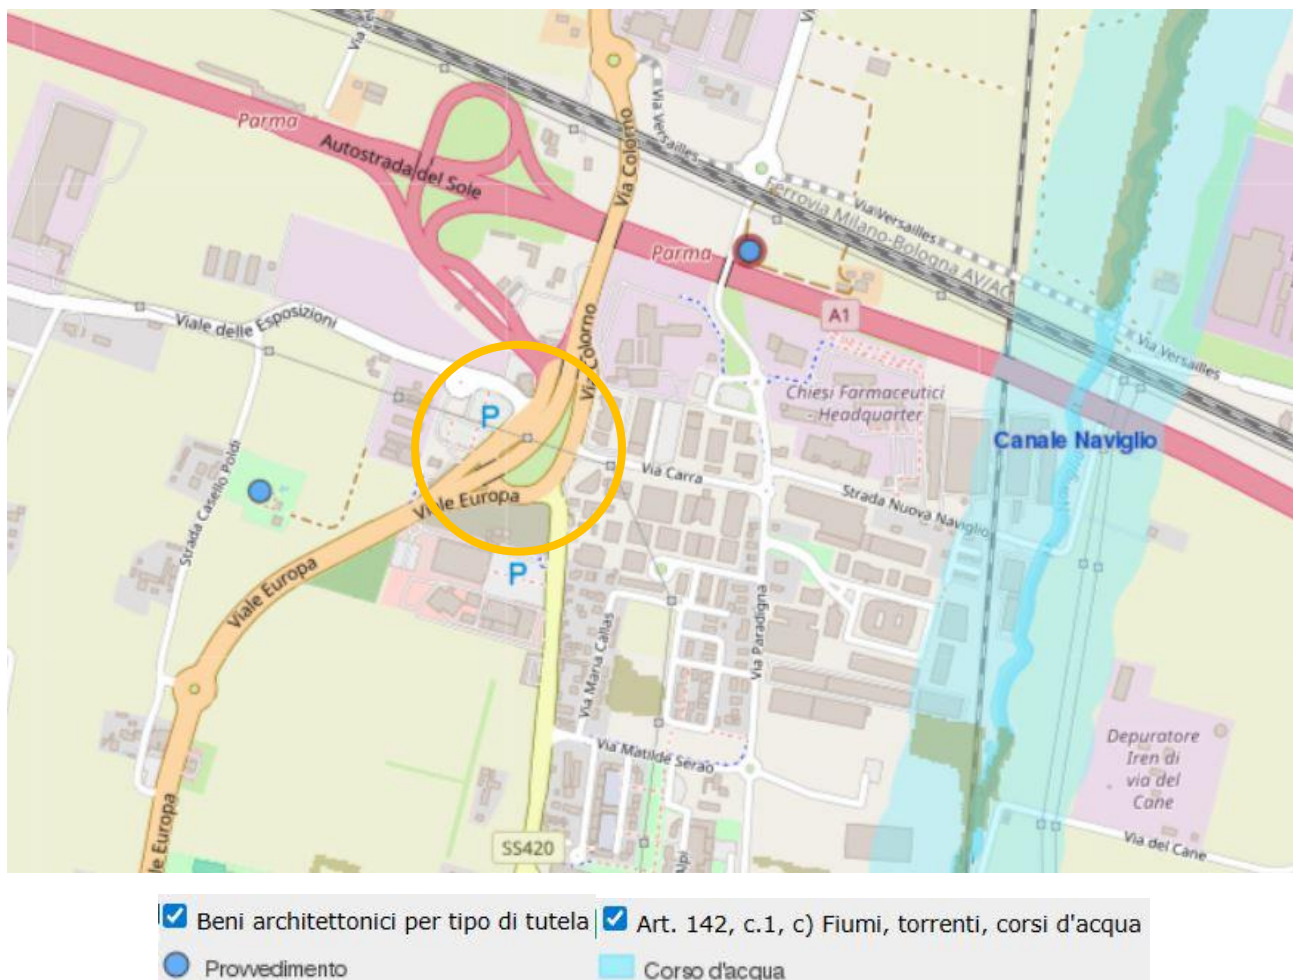 Via Versailles
Via Colorno
Parma
Autostrada del Sole
Via Versailles
Ferrovia Milano-Bologna AV/AC
Parma
A1
Via Versailles
Viale delle Esposizioni
Via Colorno
Chiesi Farmaceutici
Headquarter
Canale Naviglio
P
Via Carra
Strada Nuova Naviglio
Strada Casello Poldi
Viale Europa
P
Viale Europa
Via Maria Callas
Via Paradigna
Via Matilde Serao
Depuratore
Iren di
via del
Cane
Via del Cane
SS420
le Europa
Alpi
Beni architettonici per tipo di tutela
Art. 142, c.1, c) Fiumi, torrenti, corsi d'acqua
Provvedimento
Corso d'acqua